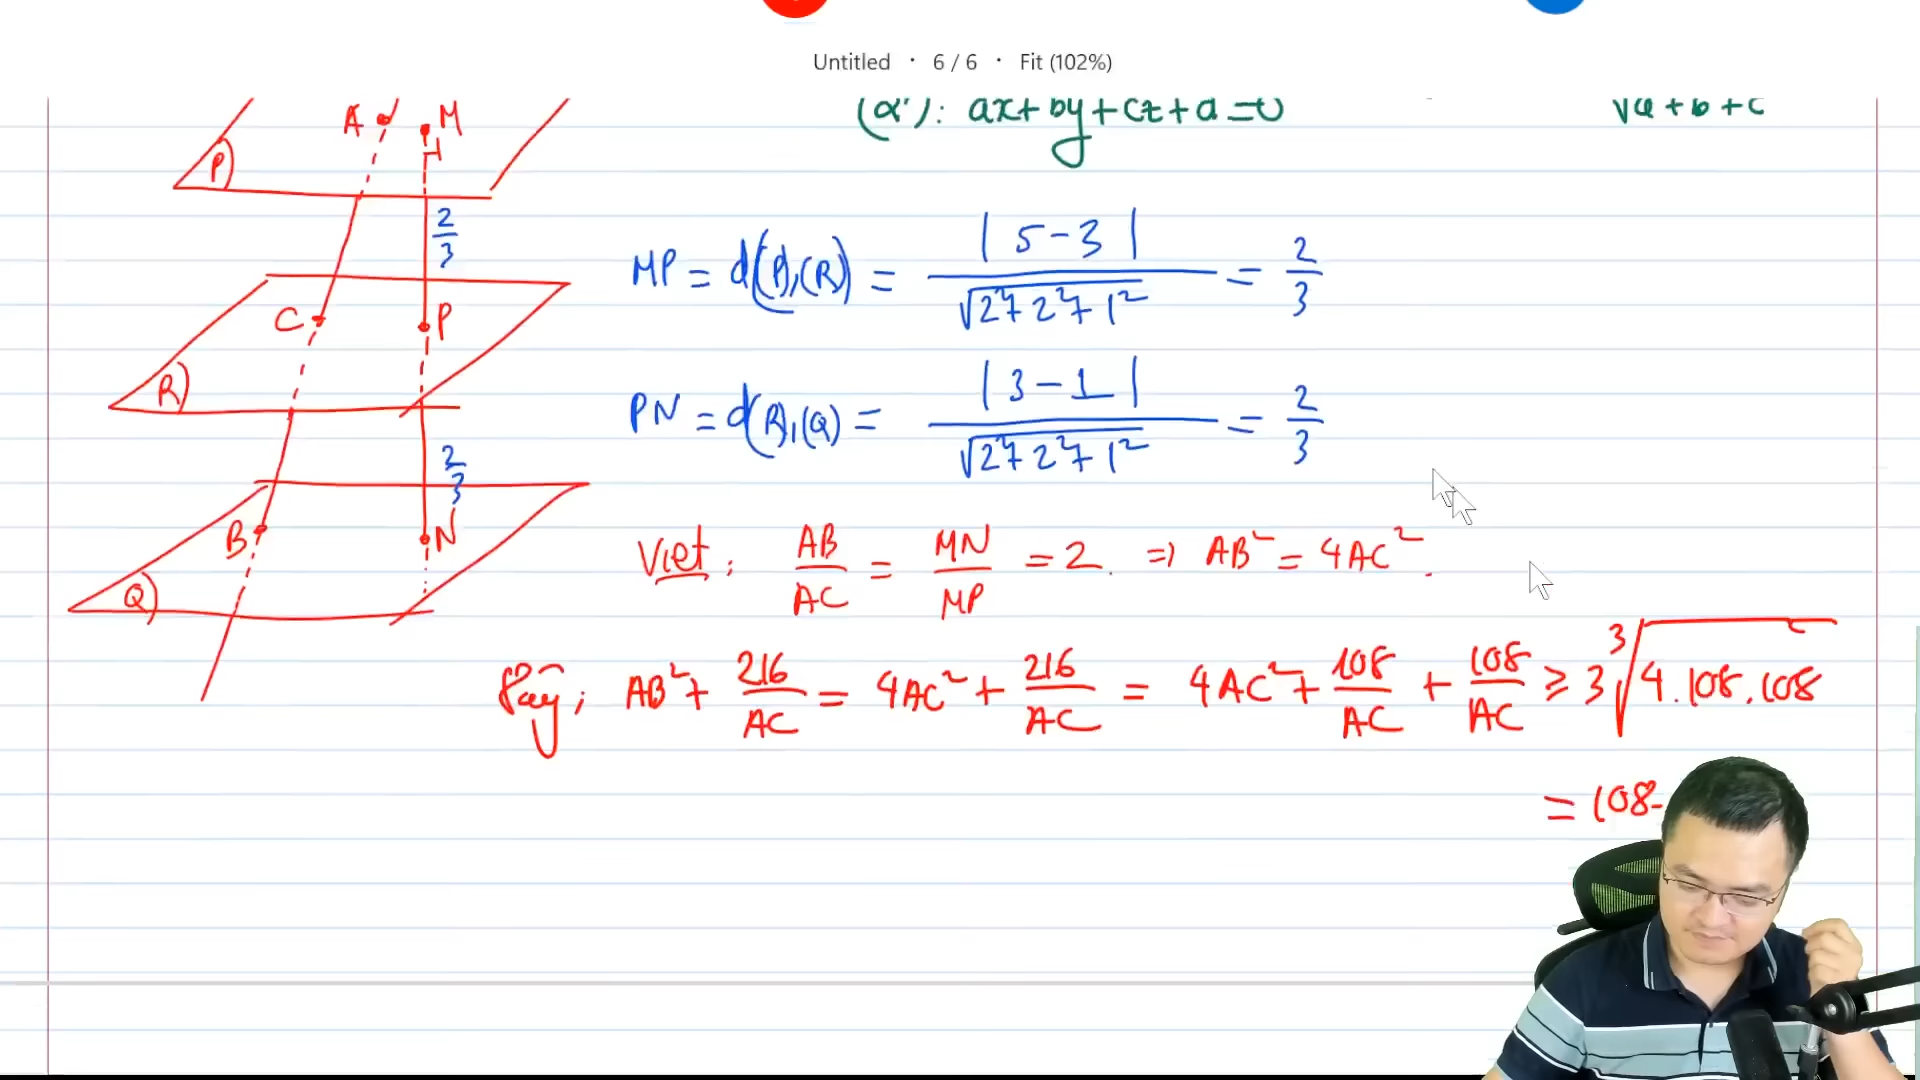 Untitled · 6 / 6 · Fit (102%)
(α'): ax+by+cz+d=0
A M
H
P)
2/3
MP = d((P),(R)) = |5-3| / √2²+2²+1² = 2/3
C P
R)
PN = d(R),(Q) = |3-1| / √2²+2²+1² = 2/3
2/3
B N
Q)
Viet: AB/AC = MN/MP = 2. => AB² = 4AC².
AB² + 216/AC = 4AC² + 216/AC = 4AC² + 108/AC + 108/AC ≥ 3∛4.108.108
= 108.